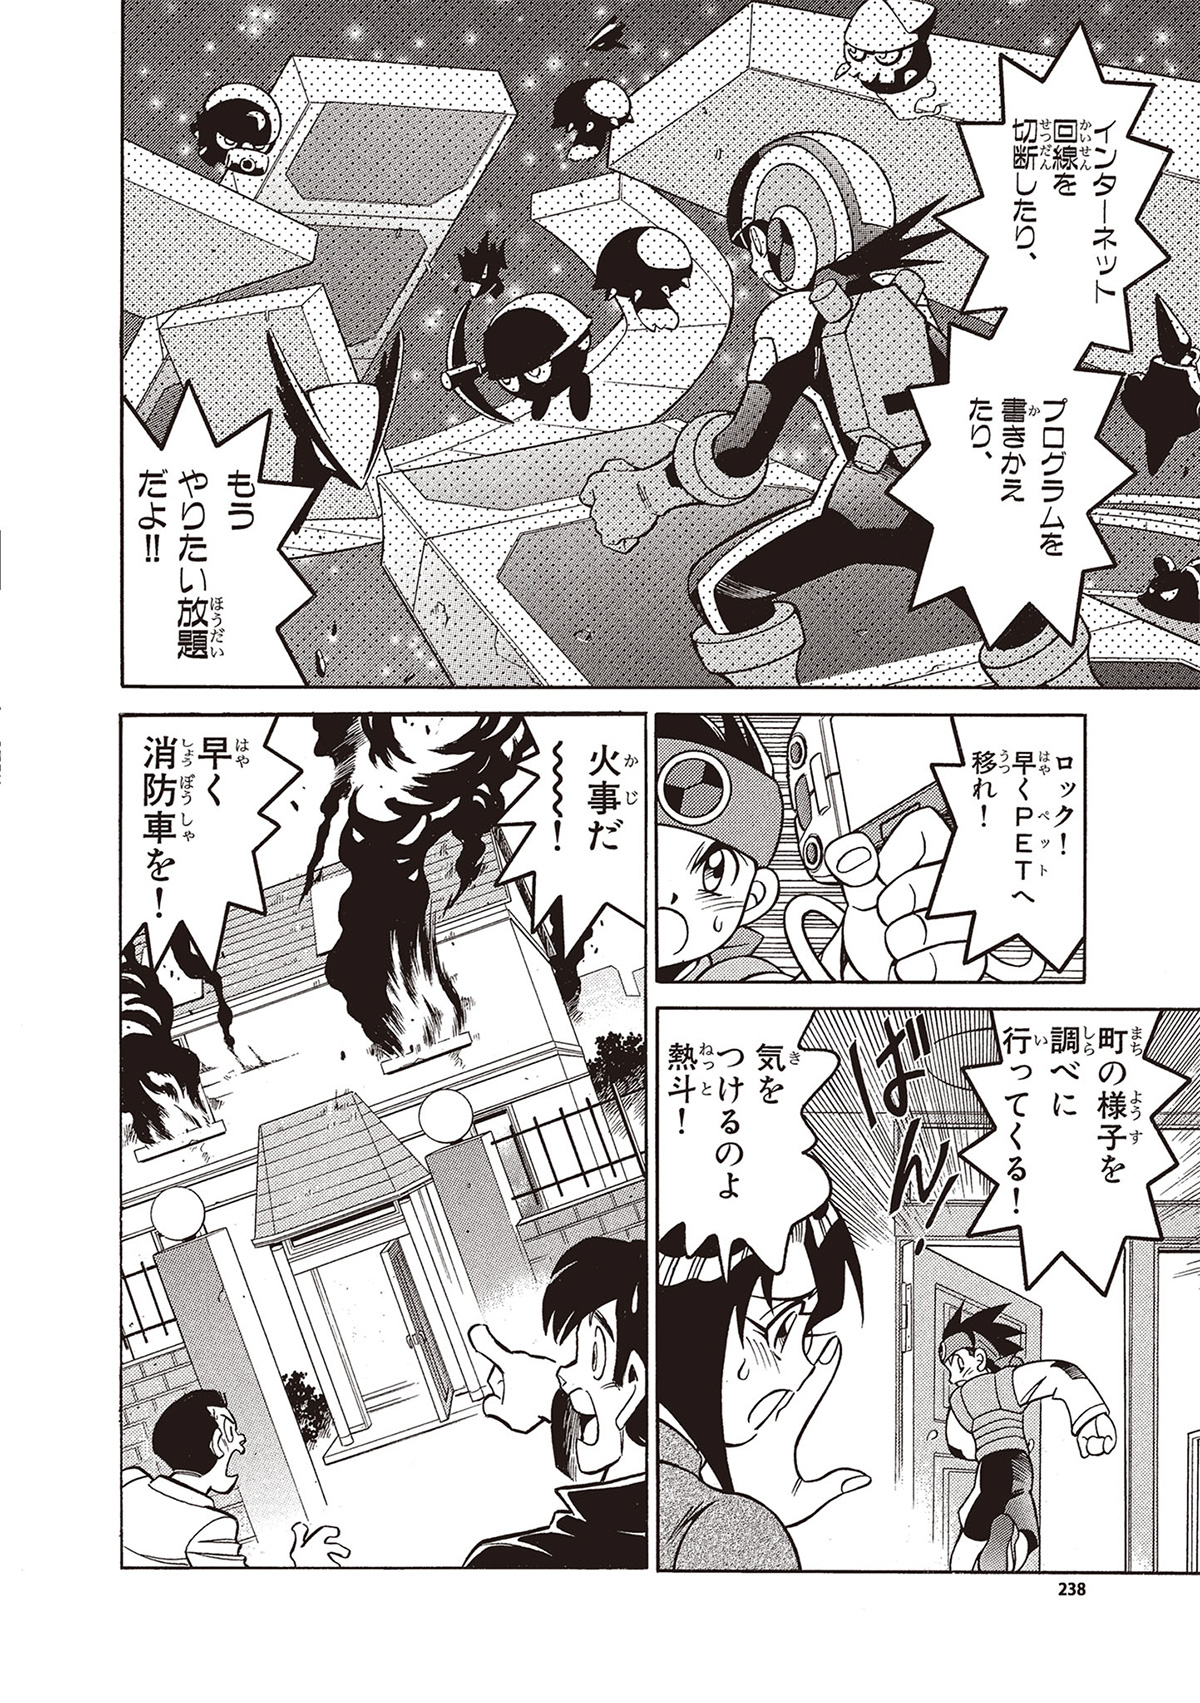 インターネット
回線を
切断したり、
プログラムを
書きかえ
たり、
もう
やりたい放題
だよ!!
ロック!
早くPETへ
移れ!
町の様子を
調べに
行ってくる!
ばん!
気を
つけるのよ
熱斗!
火事だ
〜〜!
早く
消防車を!
238